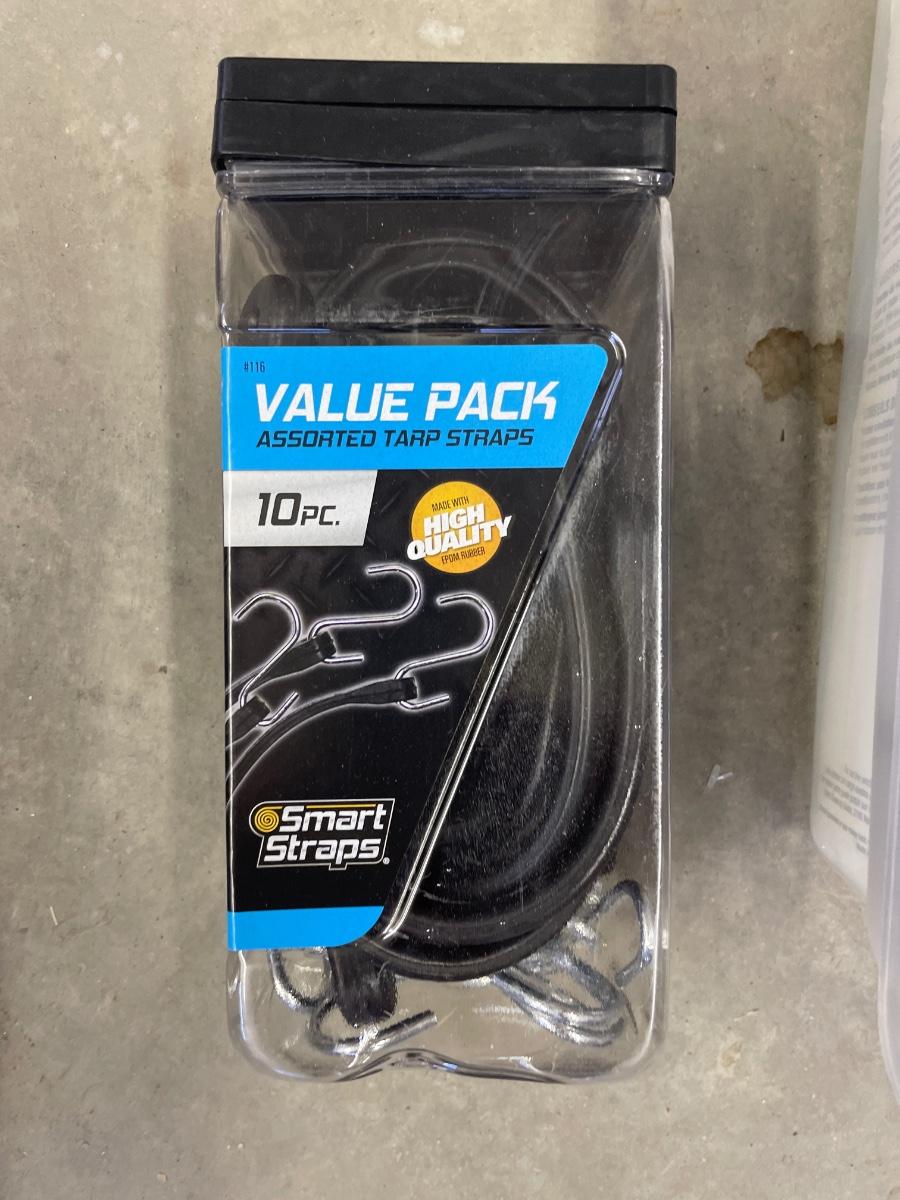 #116
VALUE PACK
ASSORTED TARP STRAPS
10PC.
MADE WITH
HIGH
QUALITY
EPDM RUBBER
Smart
Straps®